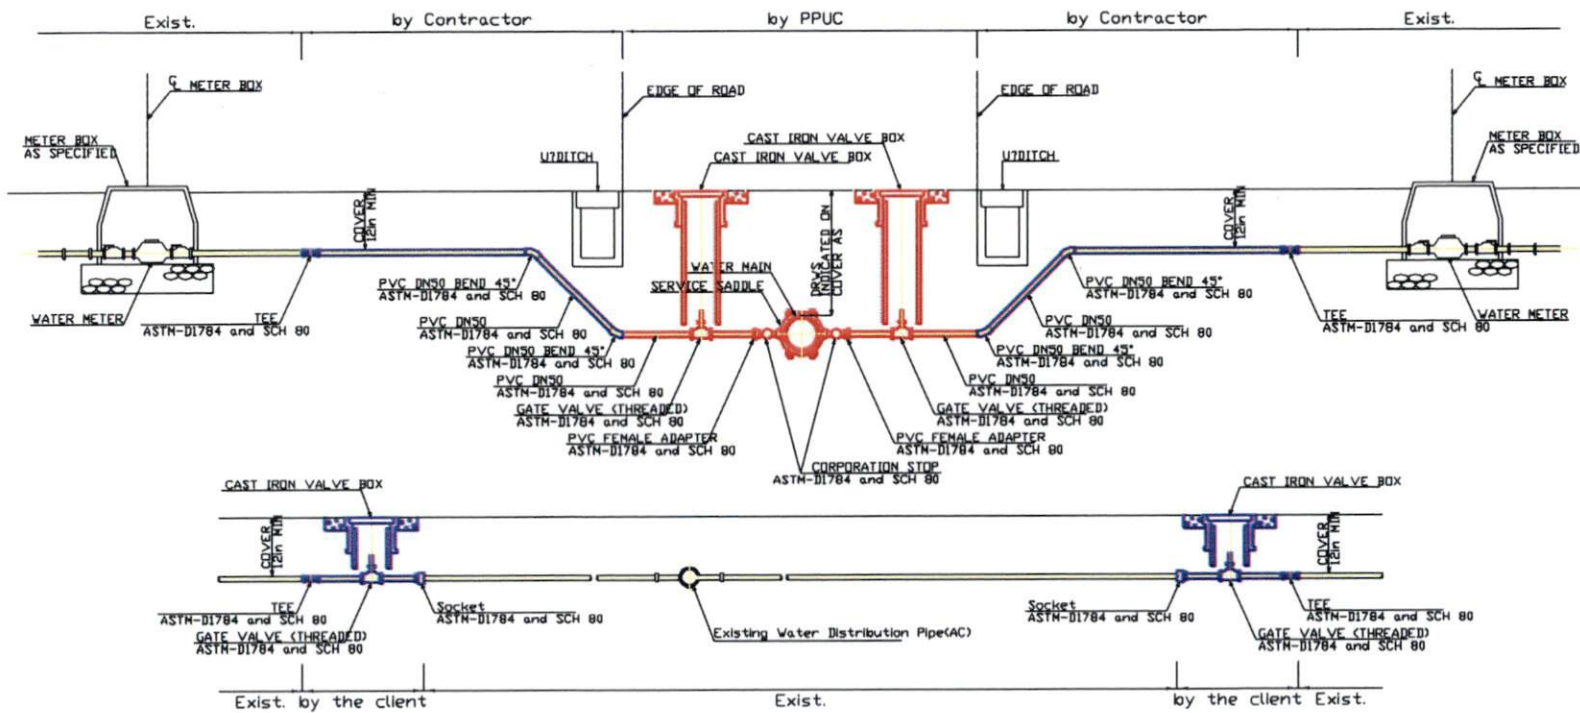 Exist.
by Contractor
by PPUC
by Contractor
Exist.
℄ METER BOX
EDGE OF ROAD
EDGE OF ROAD
℄ METER BOX
METER BOX
AS SPECIFIED
CAST IRON VALVE BOX
CAST IRON VALVE BOX
U?DITCH
U?DITCH
METER BOX
AS SPECIFIED
COVER
12in MIN
COVER AS
INDICATED ON
DRWS
COVER
12in MIN
WATER MAIN
SERVICE SADDLE
WATER METER
TEE
ASTM-D1784 and SCH 80
PVC DN50 BEND 45°
ASTM-D1784 and SCH 80
PVC DN50
ASTM-D1784 and SCH 80
PVC DN50 BEND 45°
ASTM-D1784 and SCH 80
PVC DN50
ASTM-D1784 and SCH 80
GATE VALVE (THREADED)
ASTM-D1784 and SCH 80
PVC FEMALE ADAPTER
ASTM-D1784 and SCH 80
CORPORATION STOP
ASTM-D1784 and SCH 80
PVC DN50 BEND 45°
ASTM-D1784 and SCH 80
PVC DN50
ASTM-D1784 and SCH 80
PVC DN50 BEND 45°
ASTM-D1784 and SCH 80
PVC DN50
ASTM-D1784 and SCH 80
GATE VALVE (THREADED)
ASTM-D1784 and SCH 80
PVC FEMALE ADAPTER
ASTM-D1784 and SCH 80
TEE
ASTM-D1784 and SCH 80
WATER METER
CAST IRON VALVE BOX
CAST IRON VALVE BOX
COVER
12in MIN
COVER
12in MIN
TEE
ASTM-D1784 and SCH 80
GATE VALVE (THREADED)
ASTM-D1784 and SCH 80
Socket
ASTM-D1784 and SCH 80
Existing Water Distribution Pipe(AC)
Socket
ASTM-D1784 and SCH 80
TEE
ASTM-D1784 and SCH 80
GATE VALVE (THREADED)
ASTM-D1784 and SCH 80
Exist.
by the client
Exist.
by the client
Exist.